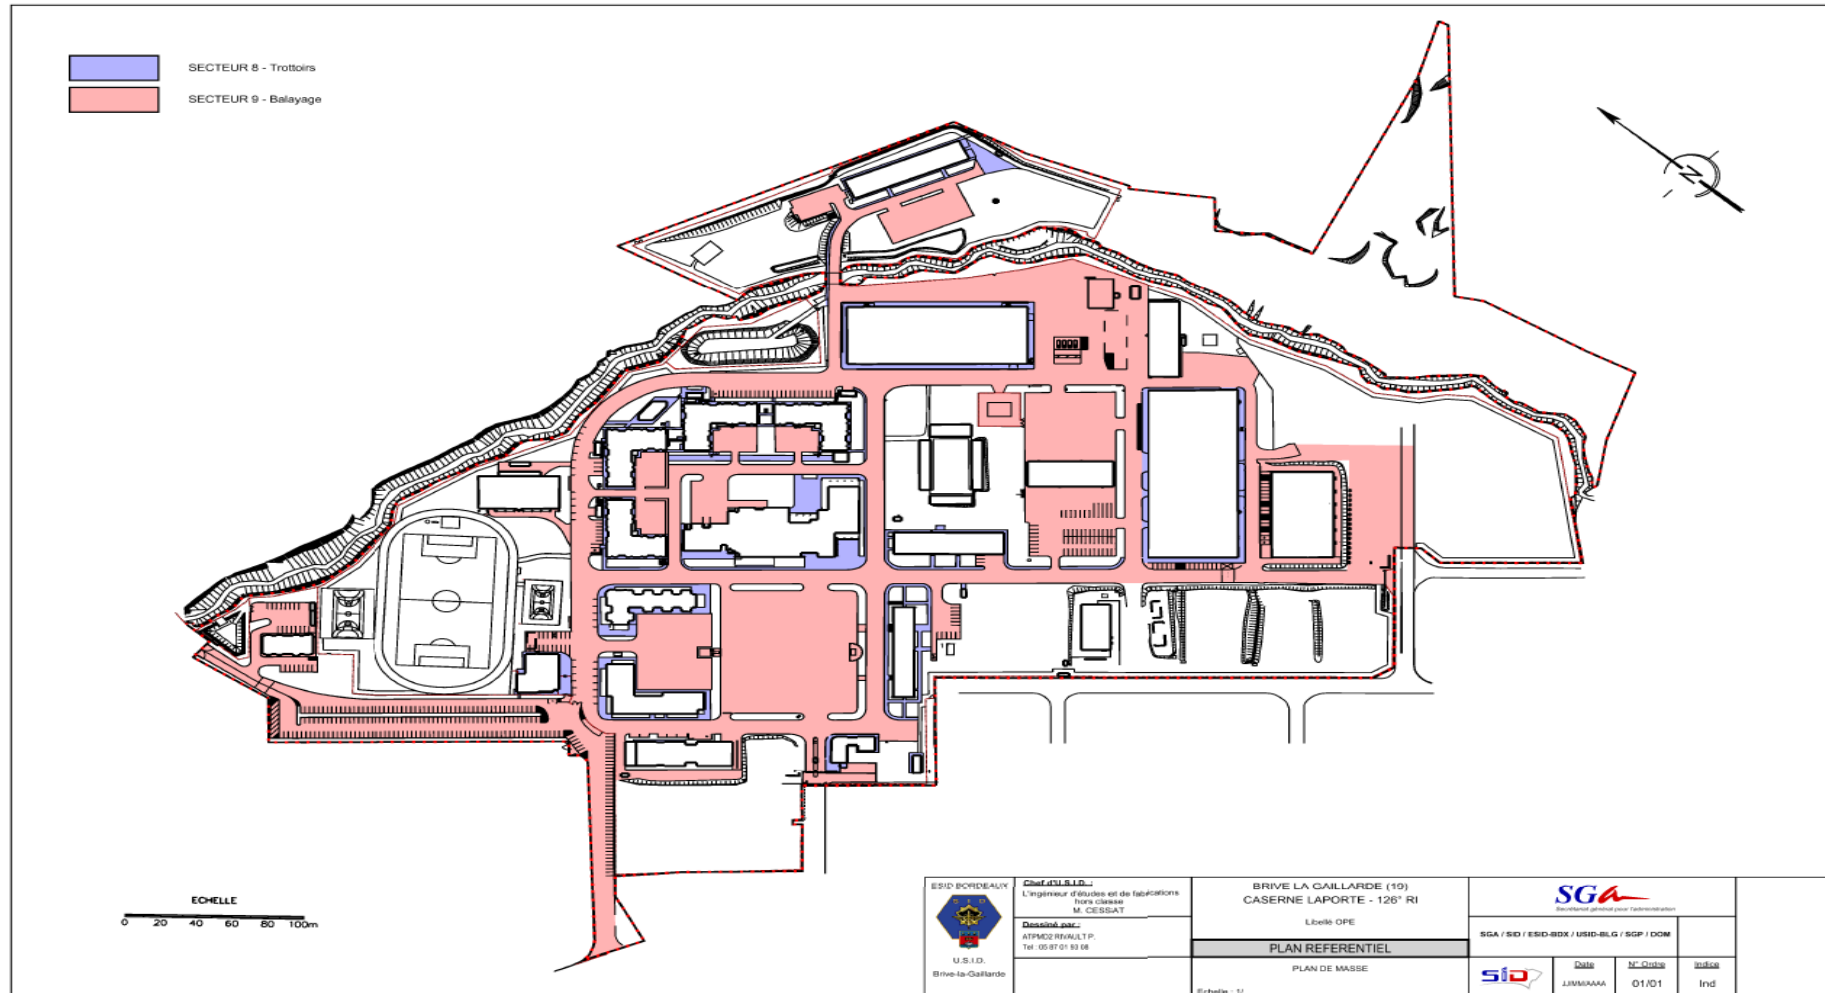 SECTEUR 8 - Trottoirs
SECTEUR 9 - Balayage
N
ECHELLE
0 20 40 60 80 100m
ESID BORDEAUX
S I D
U.S.I.D.
Brive-la-Gaillarde
Chef d'U.S.I.D. :
L'ingénieur d'études et de fabrications
hors classe
M. CESSIAT
Dessiné par :
ATPMD2 RIVAULT P.
Tel : 05 87 01 93 08
BRIVE LA GAILLARDE (19)
CASERNE LAPORTE - 126° RI
Libellé OPE
PLAN REFERENTIEL
PLAN DE MASSE
Echelle : 1/
SGA
Secrétariat général pour l'administration
SGA / SID / ESID-BDX / USID-BLG / SGP / DOM
SID
Date
JJ/MM/AAAA
N° Ordre
01/01
Indice
Ind